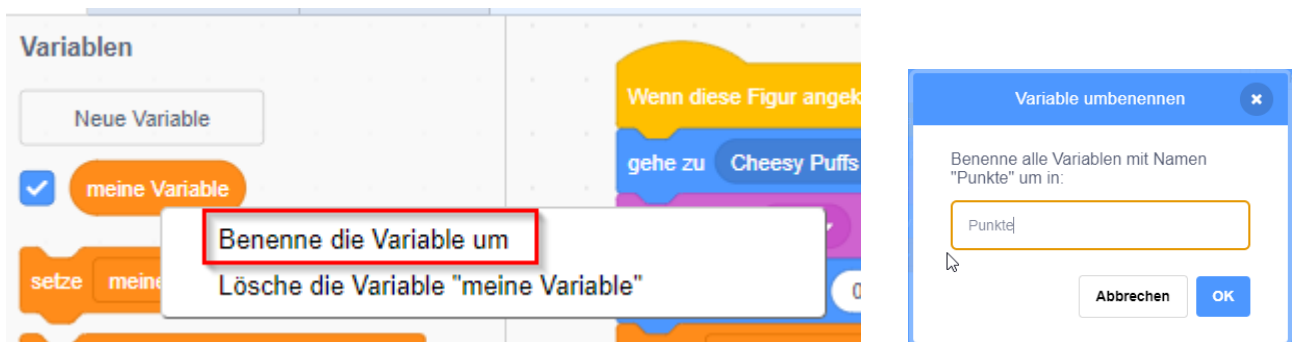 Variablen
Neue Variable
meine Variable
Benenne die Variable um
Lösche die Variable "meine Variable"
setze
Wenn diese Figur
gehe zu Cheesy Puffs
0
Variable umbenennen
Benenne alle Variablen mit Namen
"Punkte" um in:
Punkte
Abbrechen OK